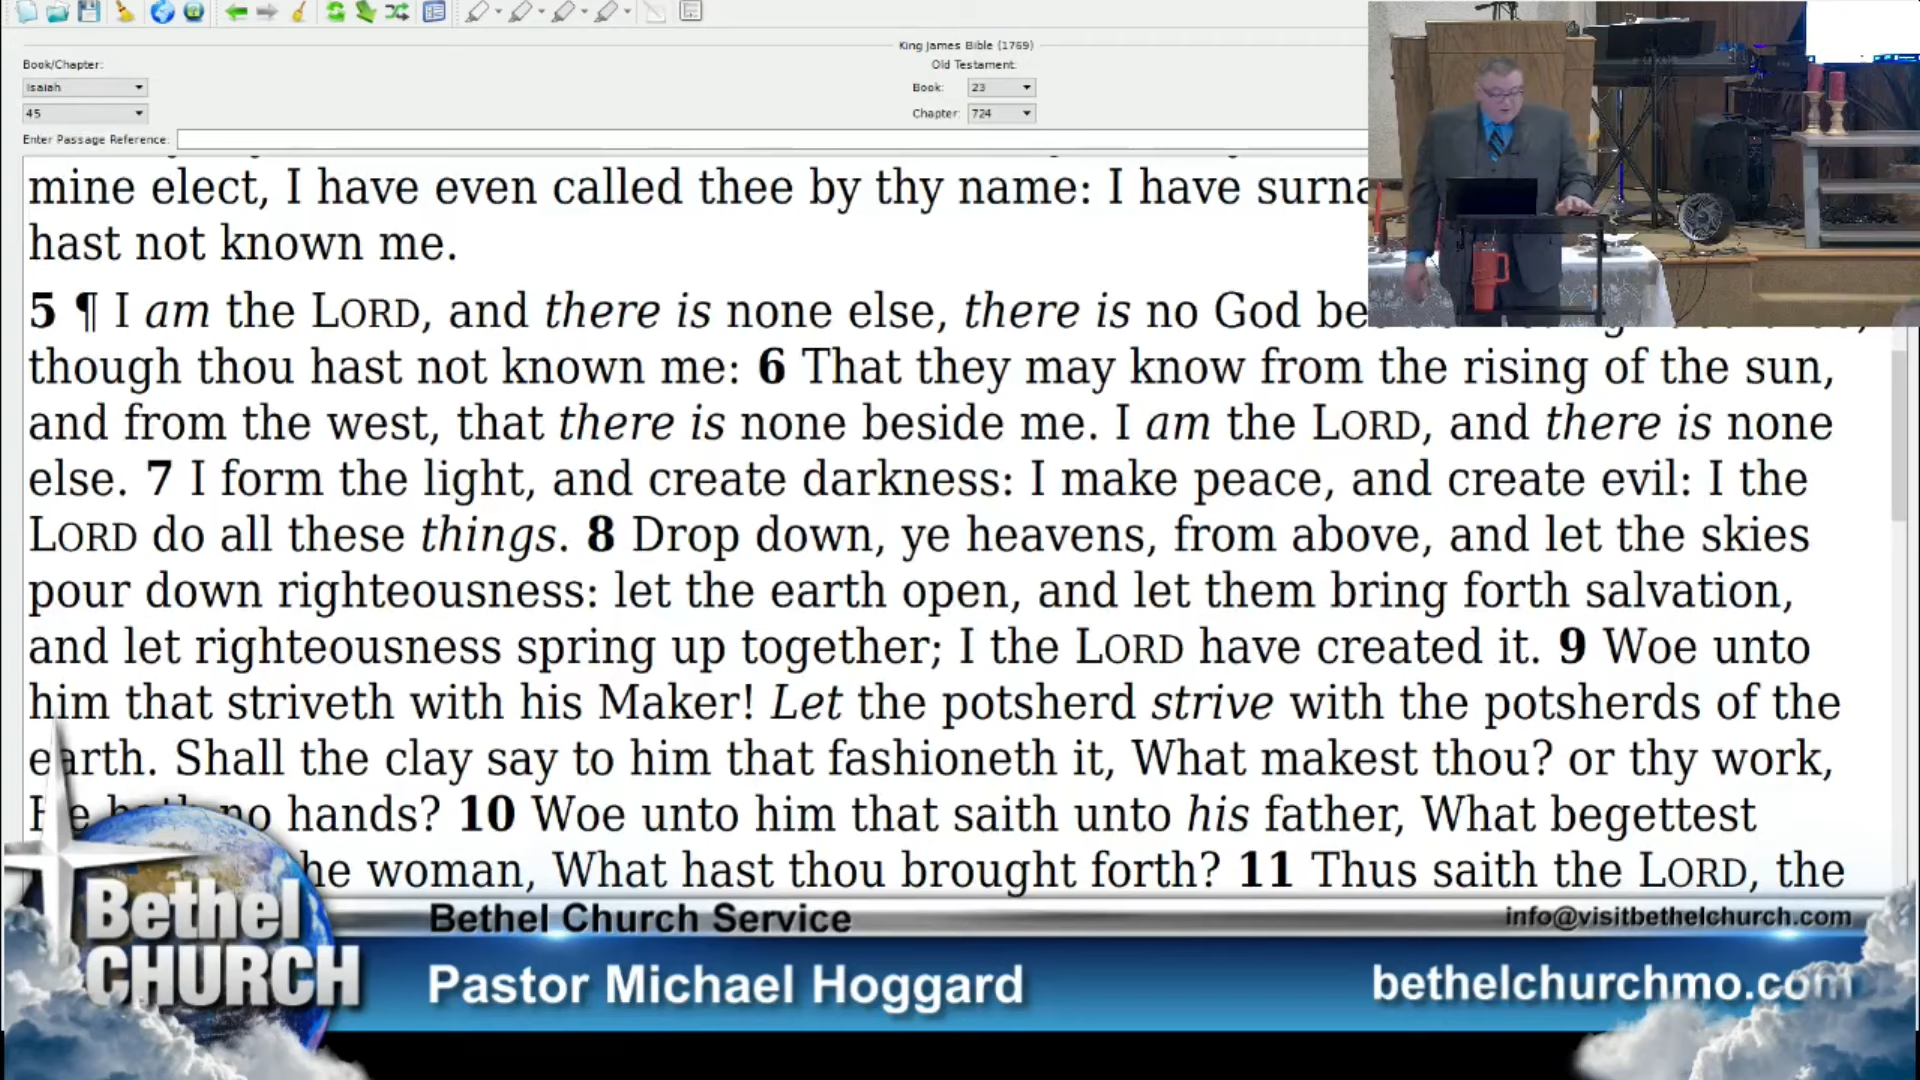 King James Bible (1769)
Book/Chapter:
Old Testament:
Isaiah
Book: 23
45
Chapter: 724
Enter Passage Reference:
mine elect, I have even called thee by thy name: I have
hast not known me.
5 ¶ I am the LORD, and there is none else, there is no God
though thou hast not known me: 6 That they may know from the rising of the sun,
and from the west, that there is none beside me. I am the LORD, and there is none
else. 7 I form the light, and create darkness: I make peace, and create evil: I the
LORD do all these things. 8 Drop down, ye heavens, from above, and let the skies
pour down righteousness: let the earth open, and let them bring forth salvation,
and let righteousness spring up together; I the LORD have created it. 9 Woe unto
him that striveth with his Maker! Let the potsherd strive with the potsherds of the
earth. Shall the clay say to him that fashioneth it, What makest thou? or thy work,
He hath no hands? 10 Woe unto him that saith unto his father, What begettest
woman, What hast thou brought forth? 11 Thus saith the LORD, the
Bethel Church Service
info@visitbethelchurch.com
Bethel
CHURCH
Pastor Michael Hoggard
bethelchurchmo.com